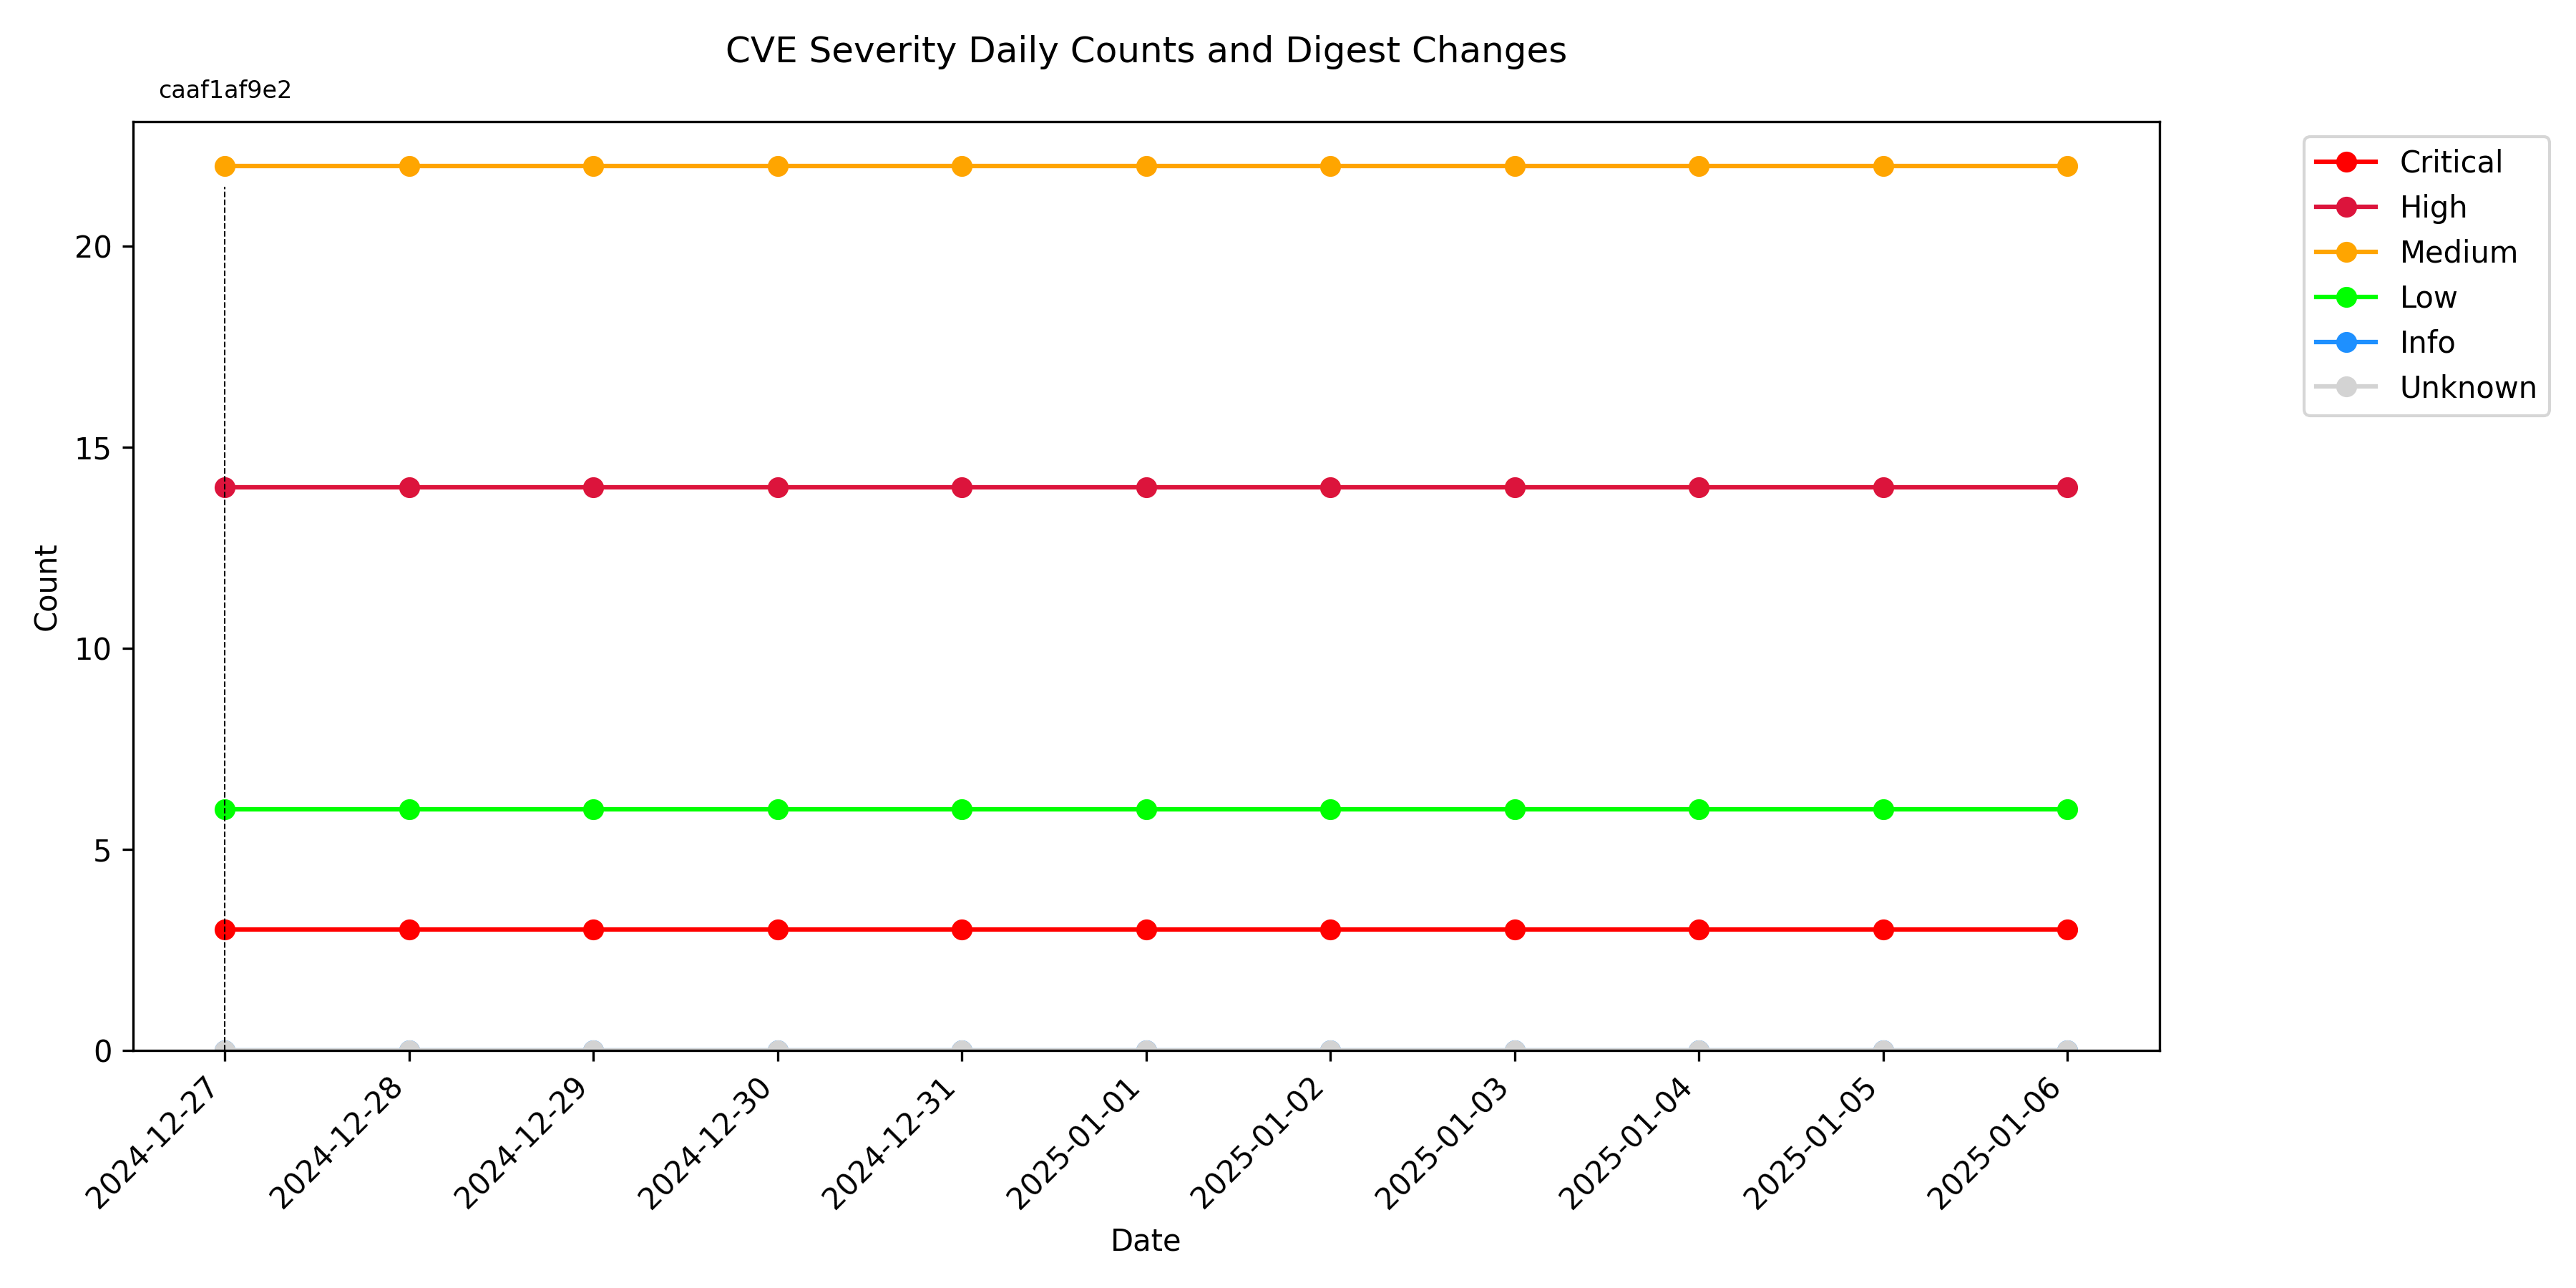 CVE Severity Daily Counts and Digest Changes
caaf1af9e2
Critical
High
Medium
Low
Info
Unknown
Count
20
15
10
5
0
2024-12-27
2024-12-28
2024-12-29
2024-12-30
2024-12-31
2025-01-01
2025-01-02
2025-01-03
2025-01-04
2025-01-05
2025-01-06
Date